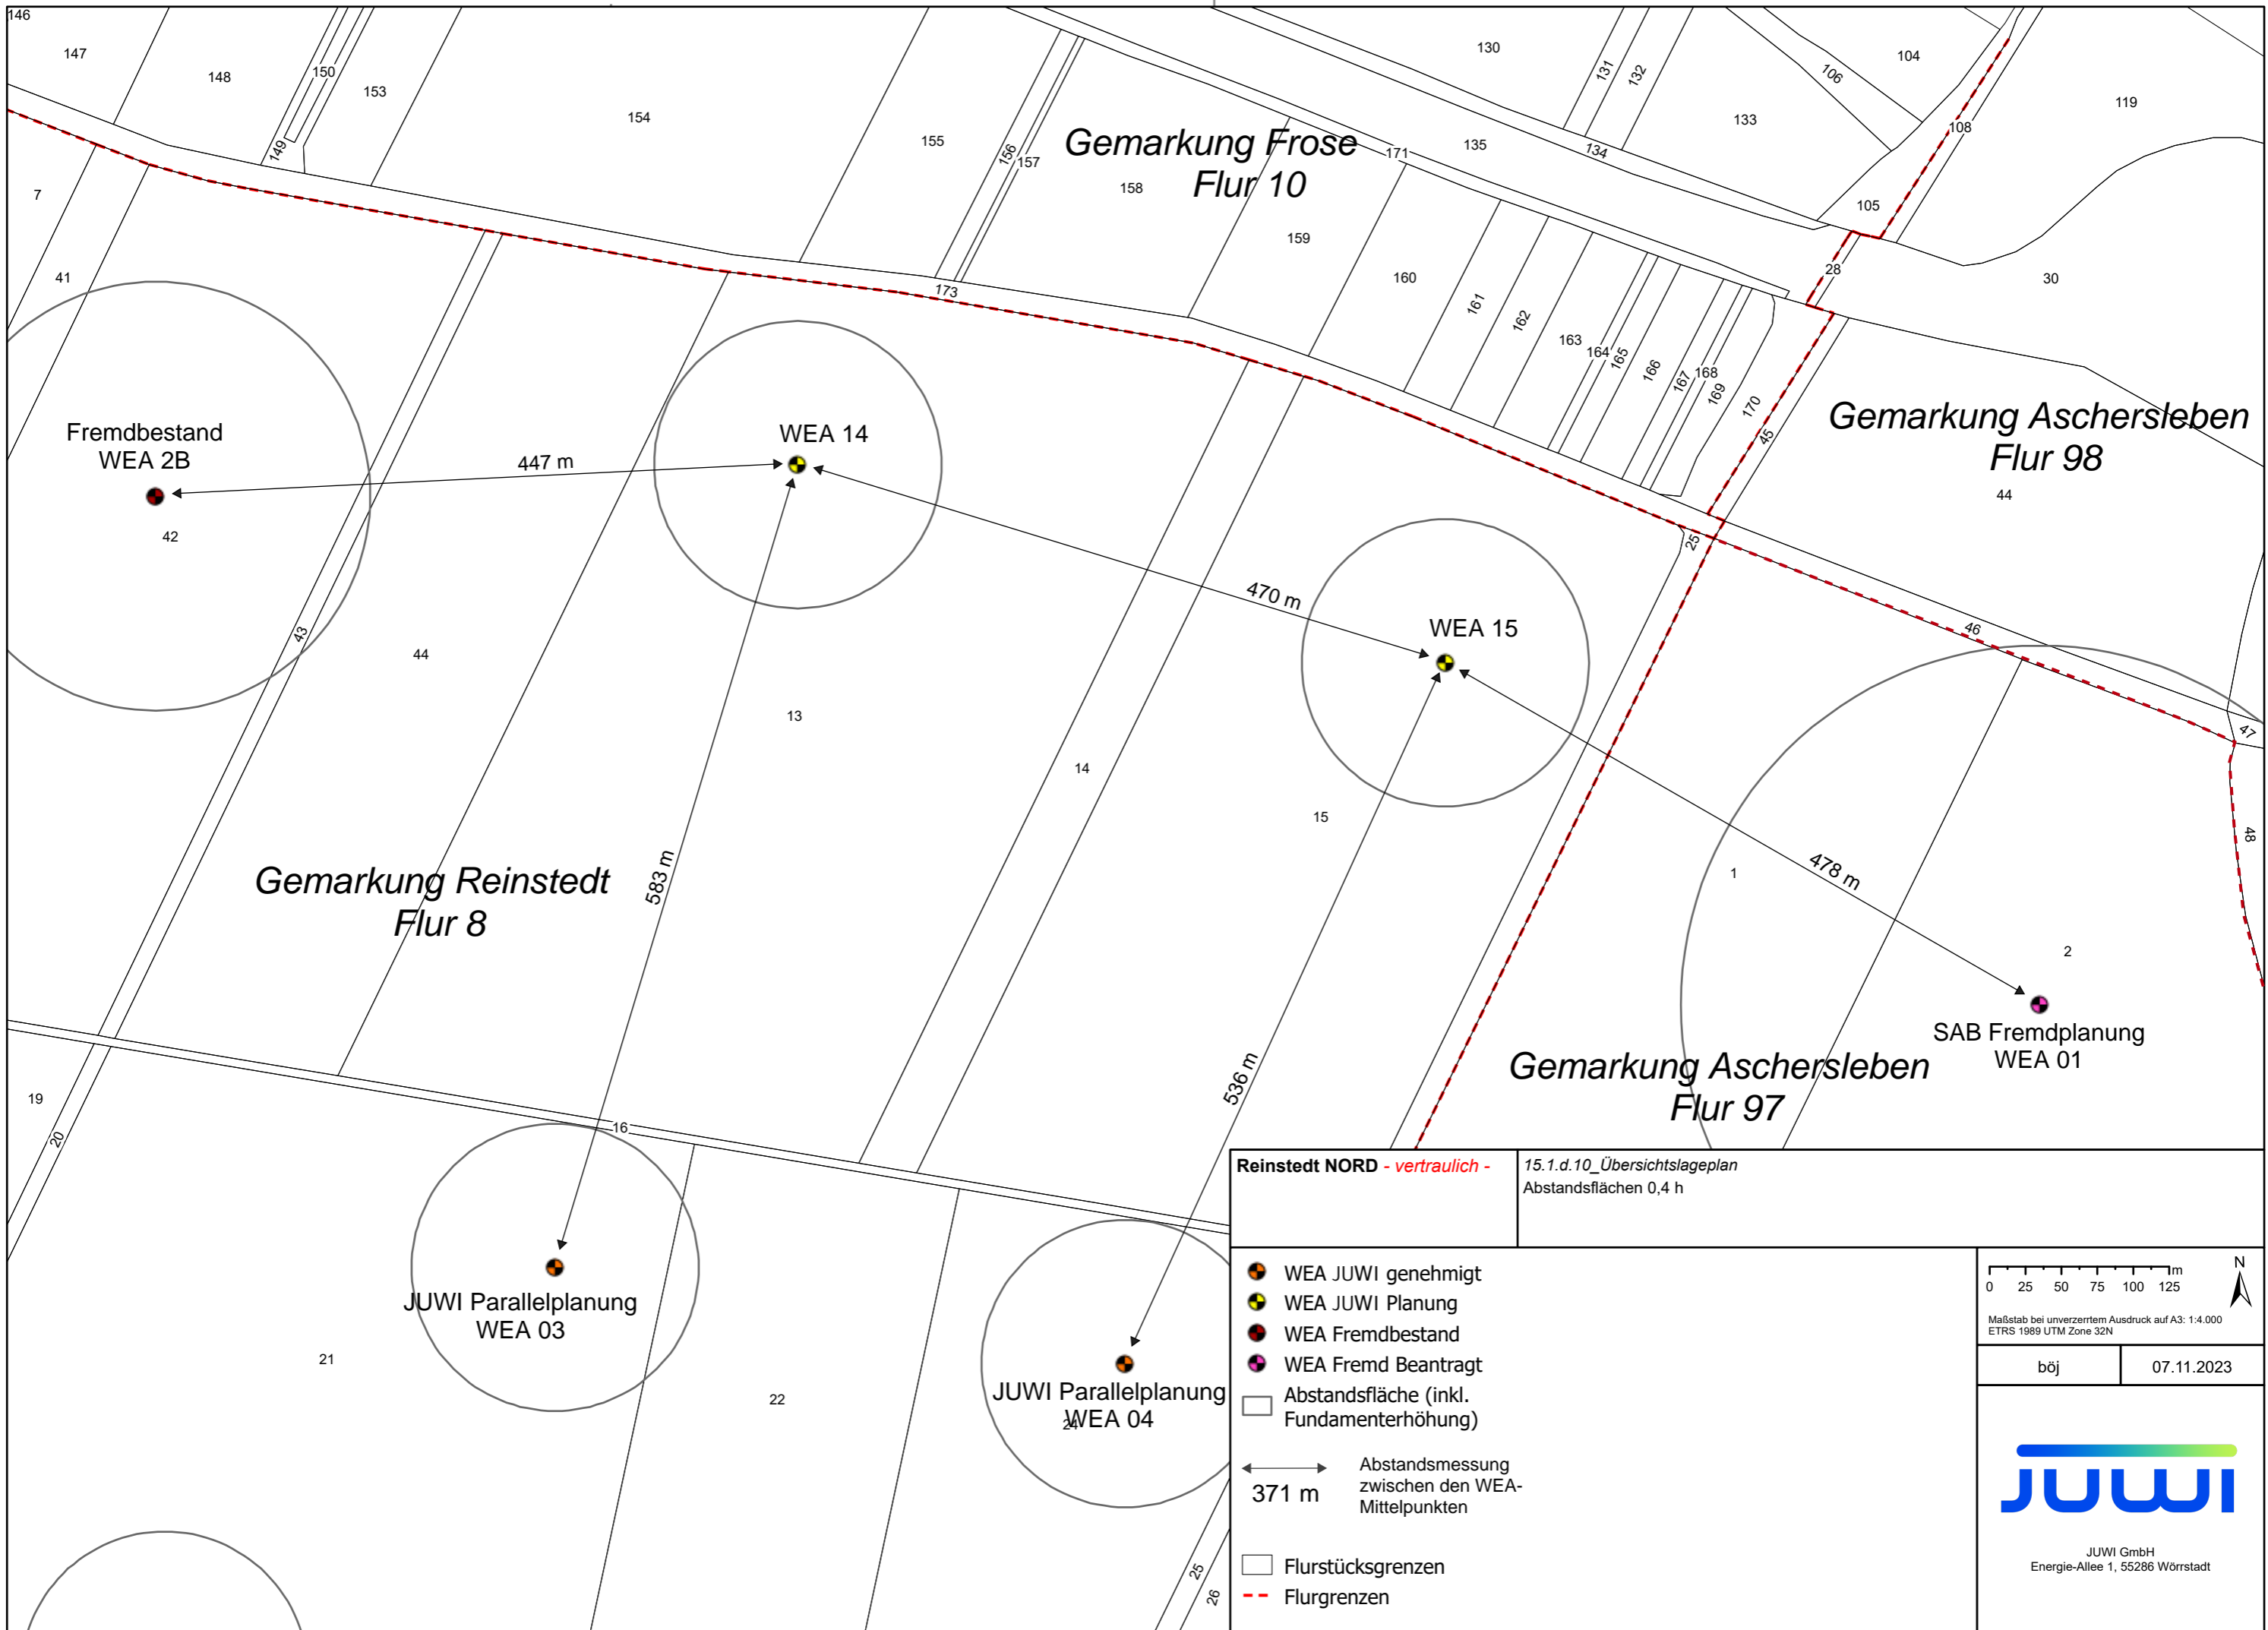 146
147
148
150
149
153
154
155
156
157
158
Gemarkung Frose
Flur 10
171
135
134
130
131
132
133
106
104
108
119
105
28
30
159
160
161
162
163
164
165
166
167
168
169
170
45
173
7
41
Fremdbestand
WEA 2B
42
447 m
WEA 14
470 m
WEA 15
Gemarkung Aschersleben
Flur 98
44
25
46
47
48
43
44
13
14
15
583 m
536 m
478 m
1
2
Gemarkung Reinstedt
Flur 8
SAB Fremdplanung
WEA 01
Gemarkung Aschersleben
Flur 97
19
20
16
JUWI Parallelplanung
WEA 03
21
22
JUWI Parallelplanung
WEA 04
24
25
26
Reinstedt NORD - vertraulich -
15.1.d.10_Übersichtslageplan
Abstandsflächen 0,4 h
WEA JUWI genehmigt
WEA JUWI Planung
WEA Fremdbestand
WEA Fremd Beantragt
Abstandsfläche (inkl.
Fundamenterhöhung)
371 m
Abstandsmessung
zwischen den WEA-
Mittelpunkten
Flurstücksgrenzen
Flurgrenzen
m
0 25 50 75 100 125
N
Maßstab bei unverzerrtem Ausdruck auf A3: 1:4.000
ETRS 1989 UTM Zone 32N
böj
07.11.2023
JUWI
JUWI GmbH
Energie-Allee 1, 55286 Wörrstadt